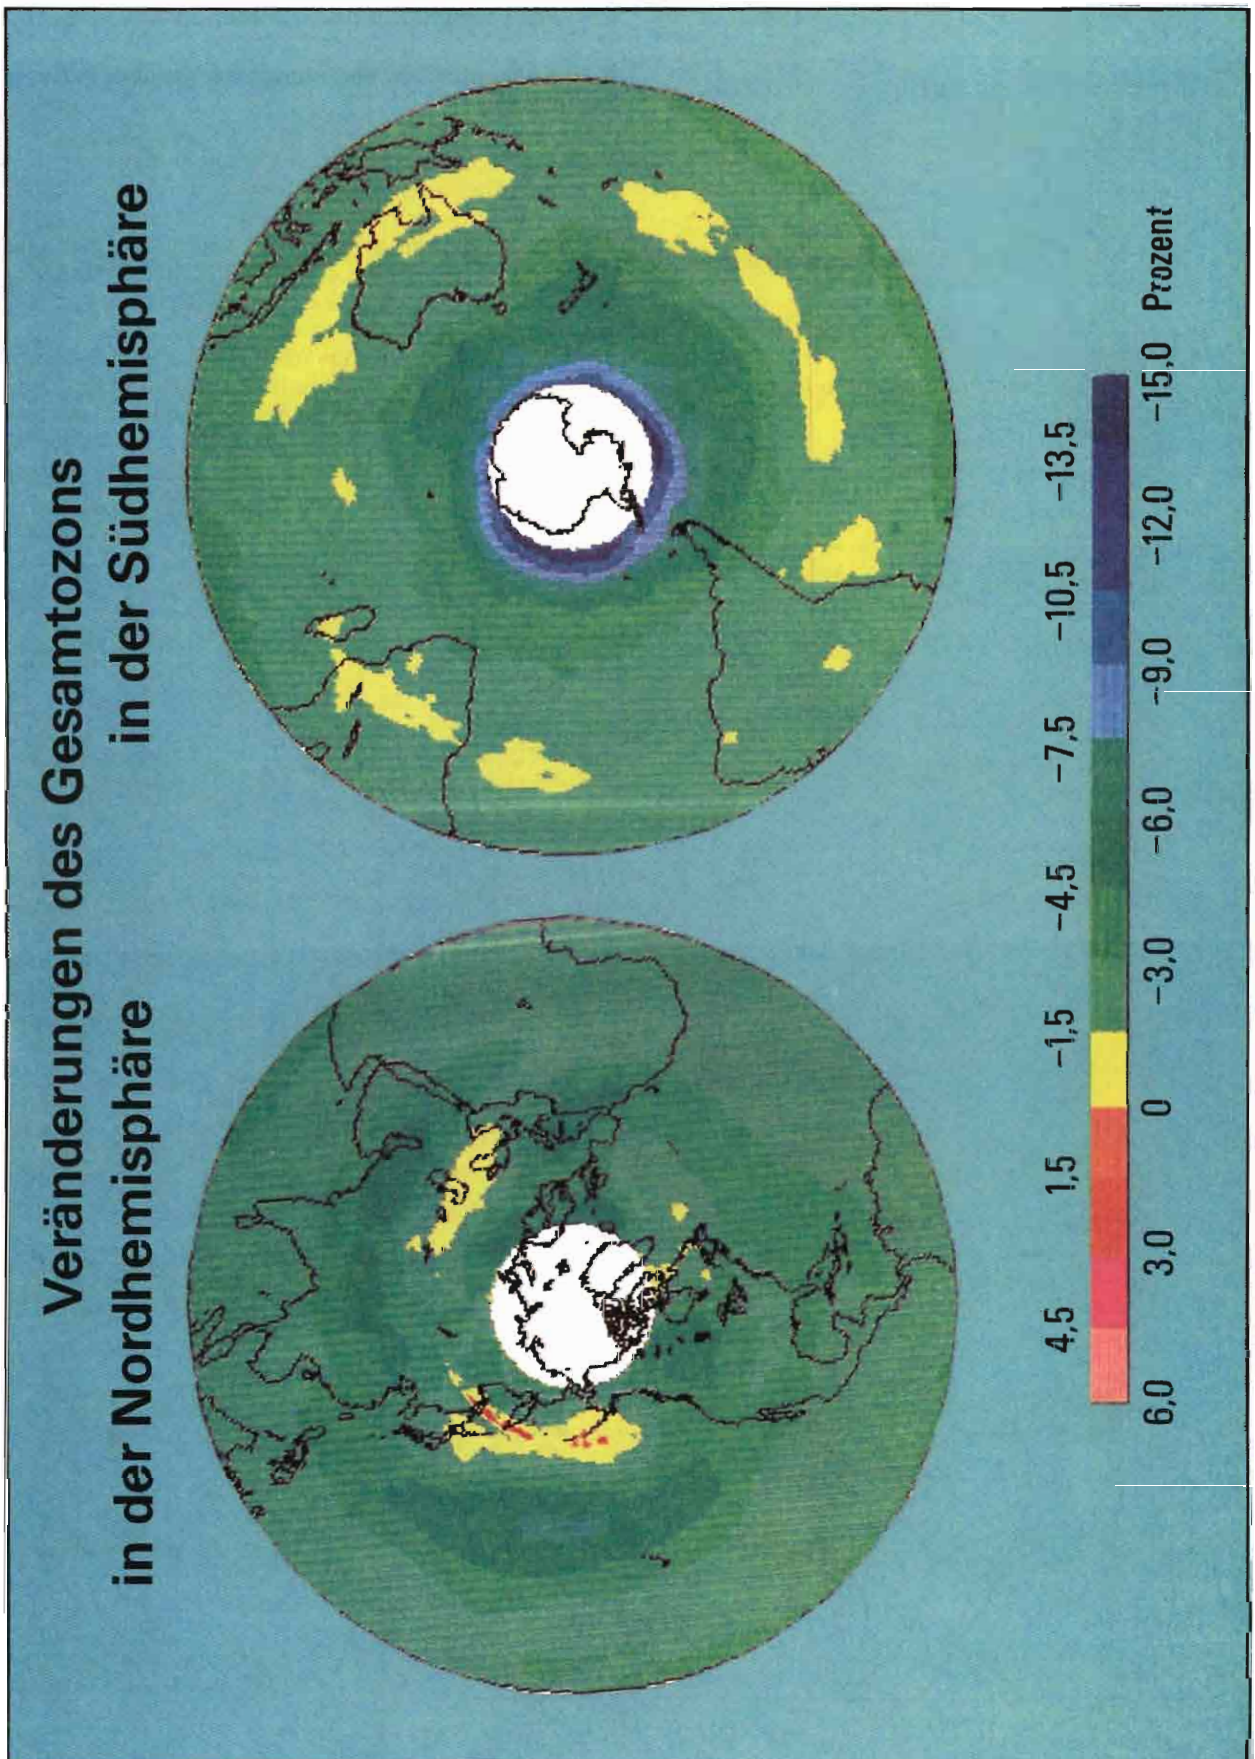 Veränderungen des Gesamtozons
in der Nordhemisphäre
in der Südhemisphäre
4,5 1,5 −1,5 −4,5 −7,5 −10,5 −13,5
6,0 3,0 0 −3,0 −6,0 −9,0 −12,0 −15,0 Prozent